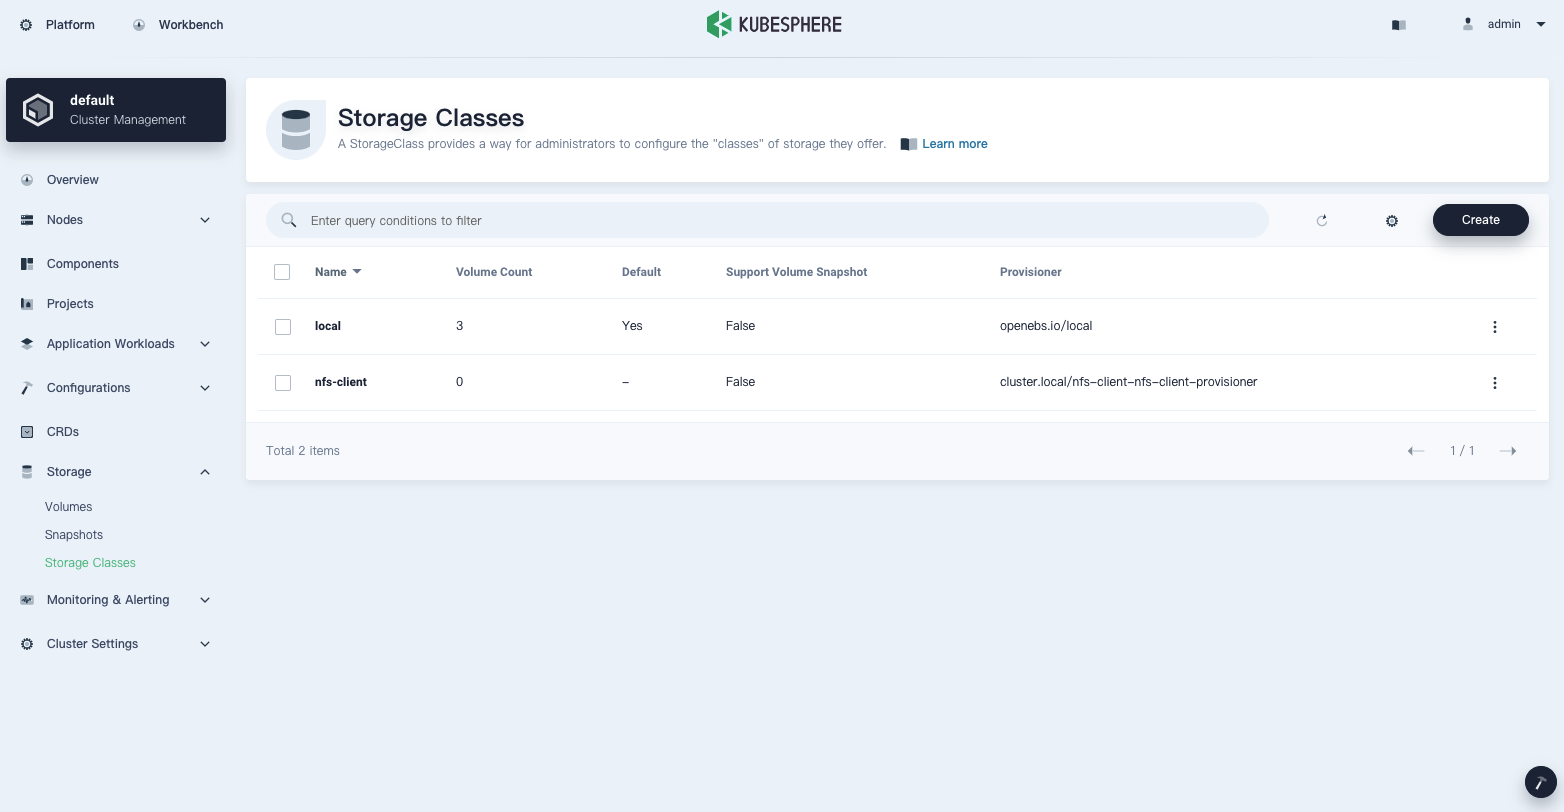 Platform Workbench KUBESPHERE admin
default
Cluster Management
Overview
Nodes
Components
Projects
Application Workloads
Configurations
CRDs
Storage
Volumes
Snapshots
Storage Classes
Monitoring & Alerting
Cluster Settings
Storage Classes
A StorageClass provides a way for administrators to configure the "classes" of storage they offer. Learn more
Enter query conditions to filter Create
Name Volume Count Default Support Volume Snapshot Provisioner
local 3 Yes False openebs.io/local
nfs-client 0 – False cluster.local/nfs-client-nfs-client-provisioner
Total 2 items 1 / 1